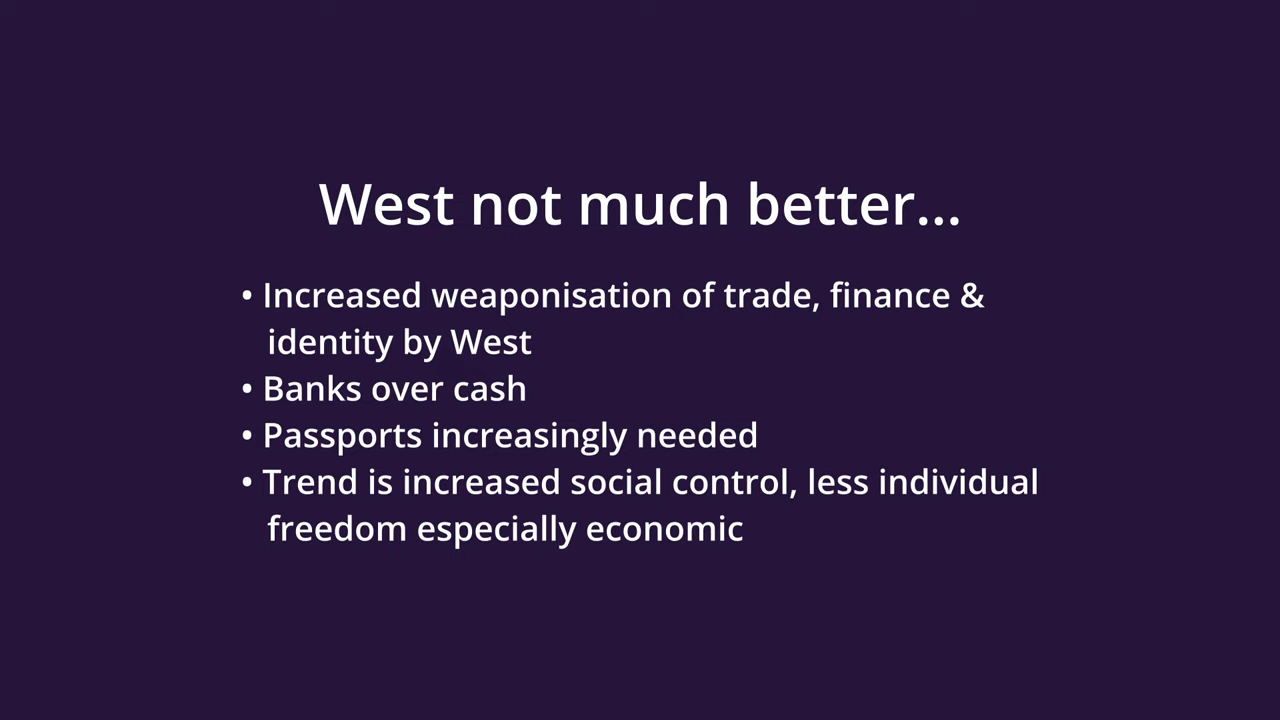 West not much better...
• Increased weaponisation of trade, finance &
identity by West
• Banks over cash
• Passports increasingly needed
• Trend is increased social control, less individual
freedom especially economic